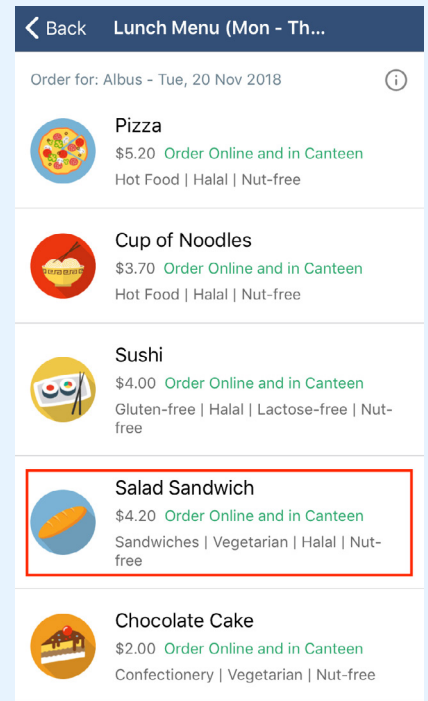 Back Lunch Menu (Mon - Th...
Order for: Albus - Tue, 20 Nov 2018
Pizza
$5.20 Order Online and in Canteen
Hot Food | Halal | Nut-free
Cup of Noodles
$3.70 Order Online and in Canteen
Hot Food | Halal | Nut-free
Sushi
$4.00 Order Online and in Canteen
Gluten-free | Halal | Lactose-free | Nut-
free
Salad Sandwich
$4.20 Order Online and in Canteen
Sandwiches | Vegetarian | Halal | Nut-
free
Chocolate Cake
$2.00 Order Online and in Canteen
Confectionery | Vegetarian | Nut-free